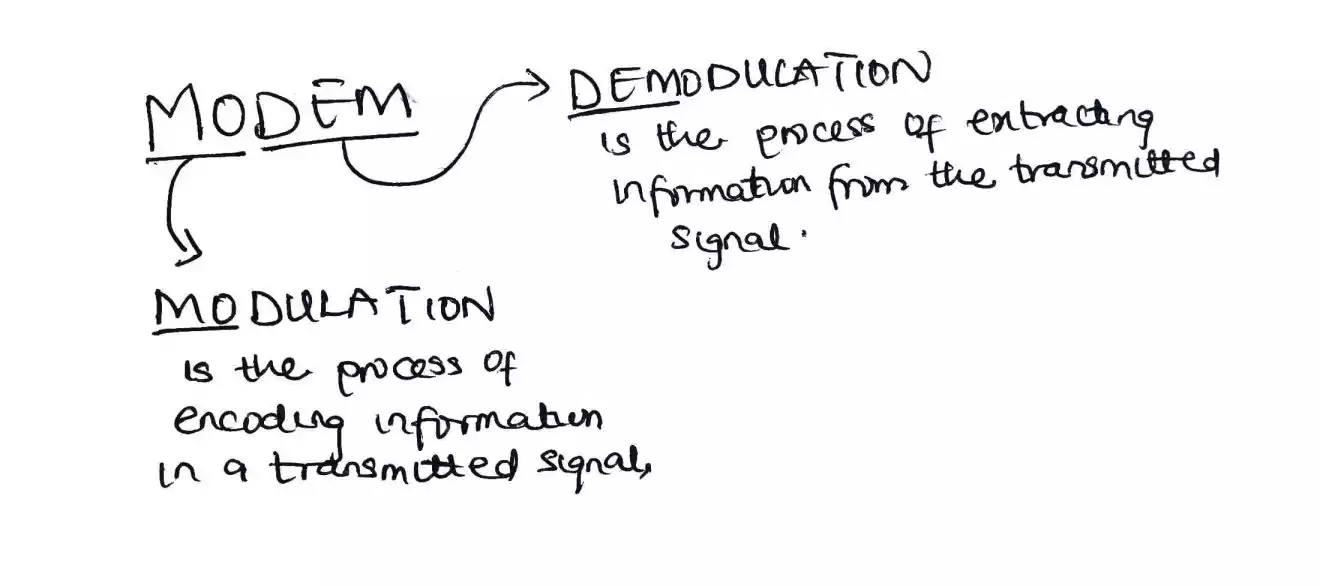 MODEM
DEMODUCATION
is the process of extracting
information from the transmitted
signal.
MODULATION
is the process of
encoding information
in a transmitted signal,